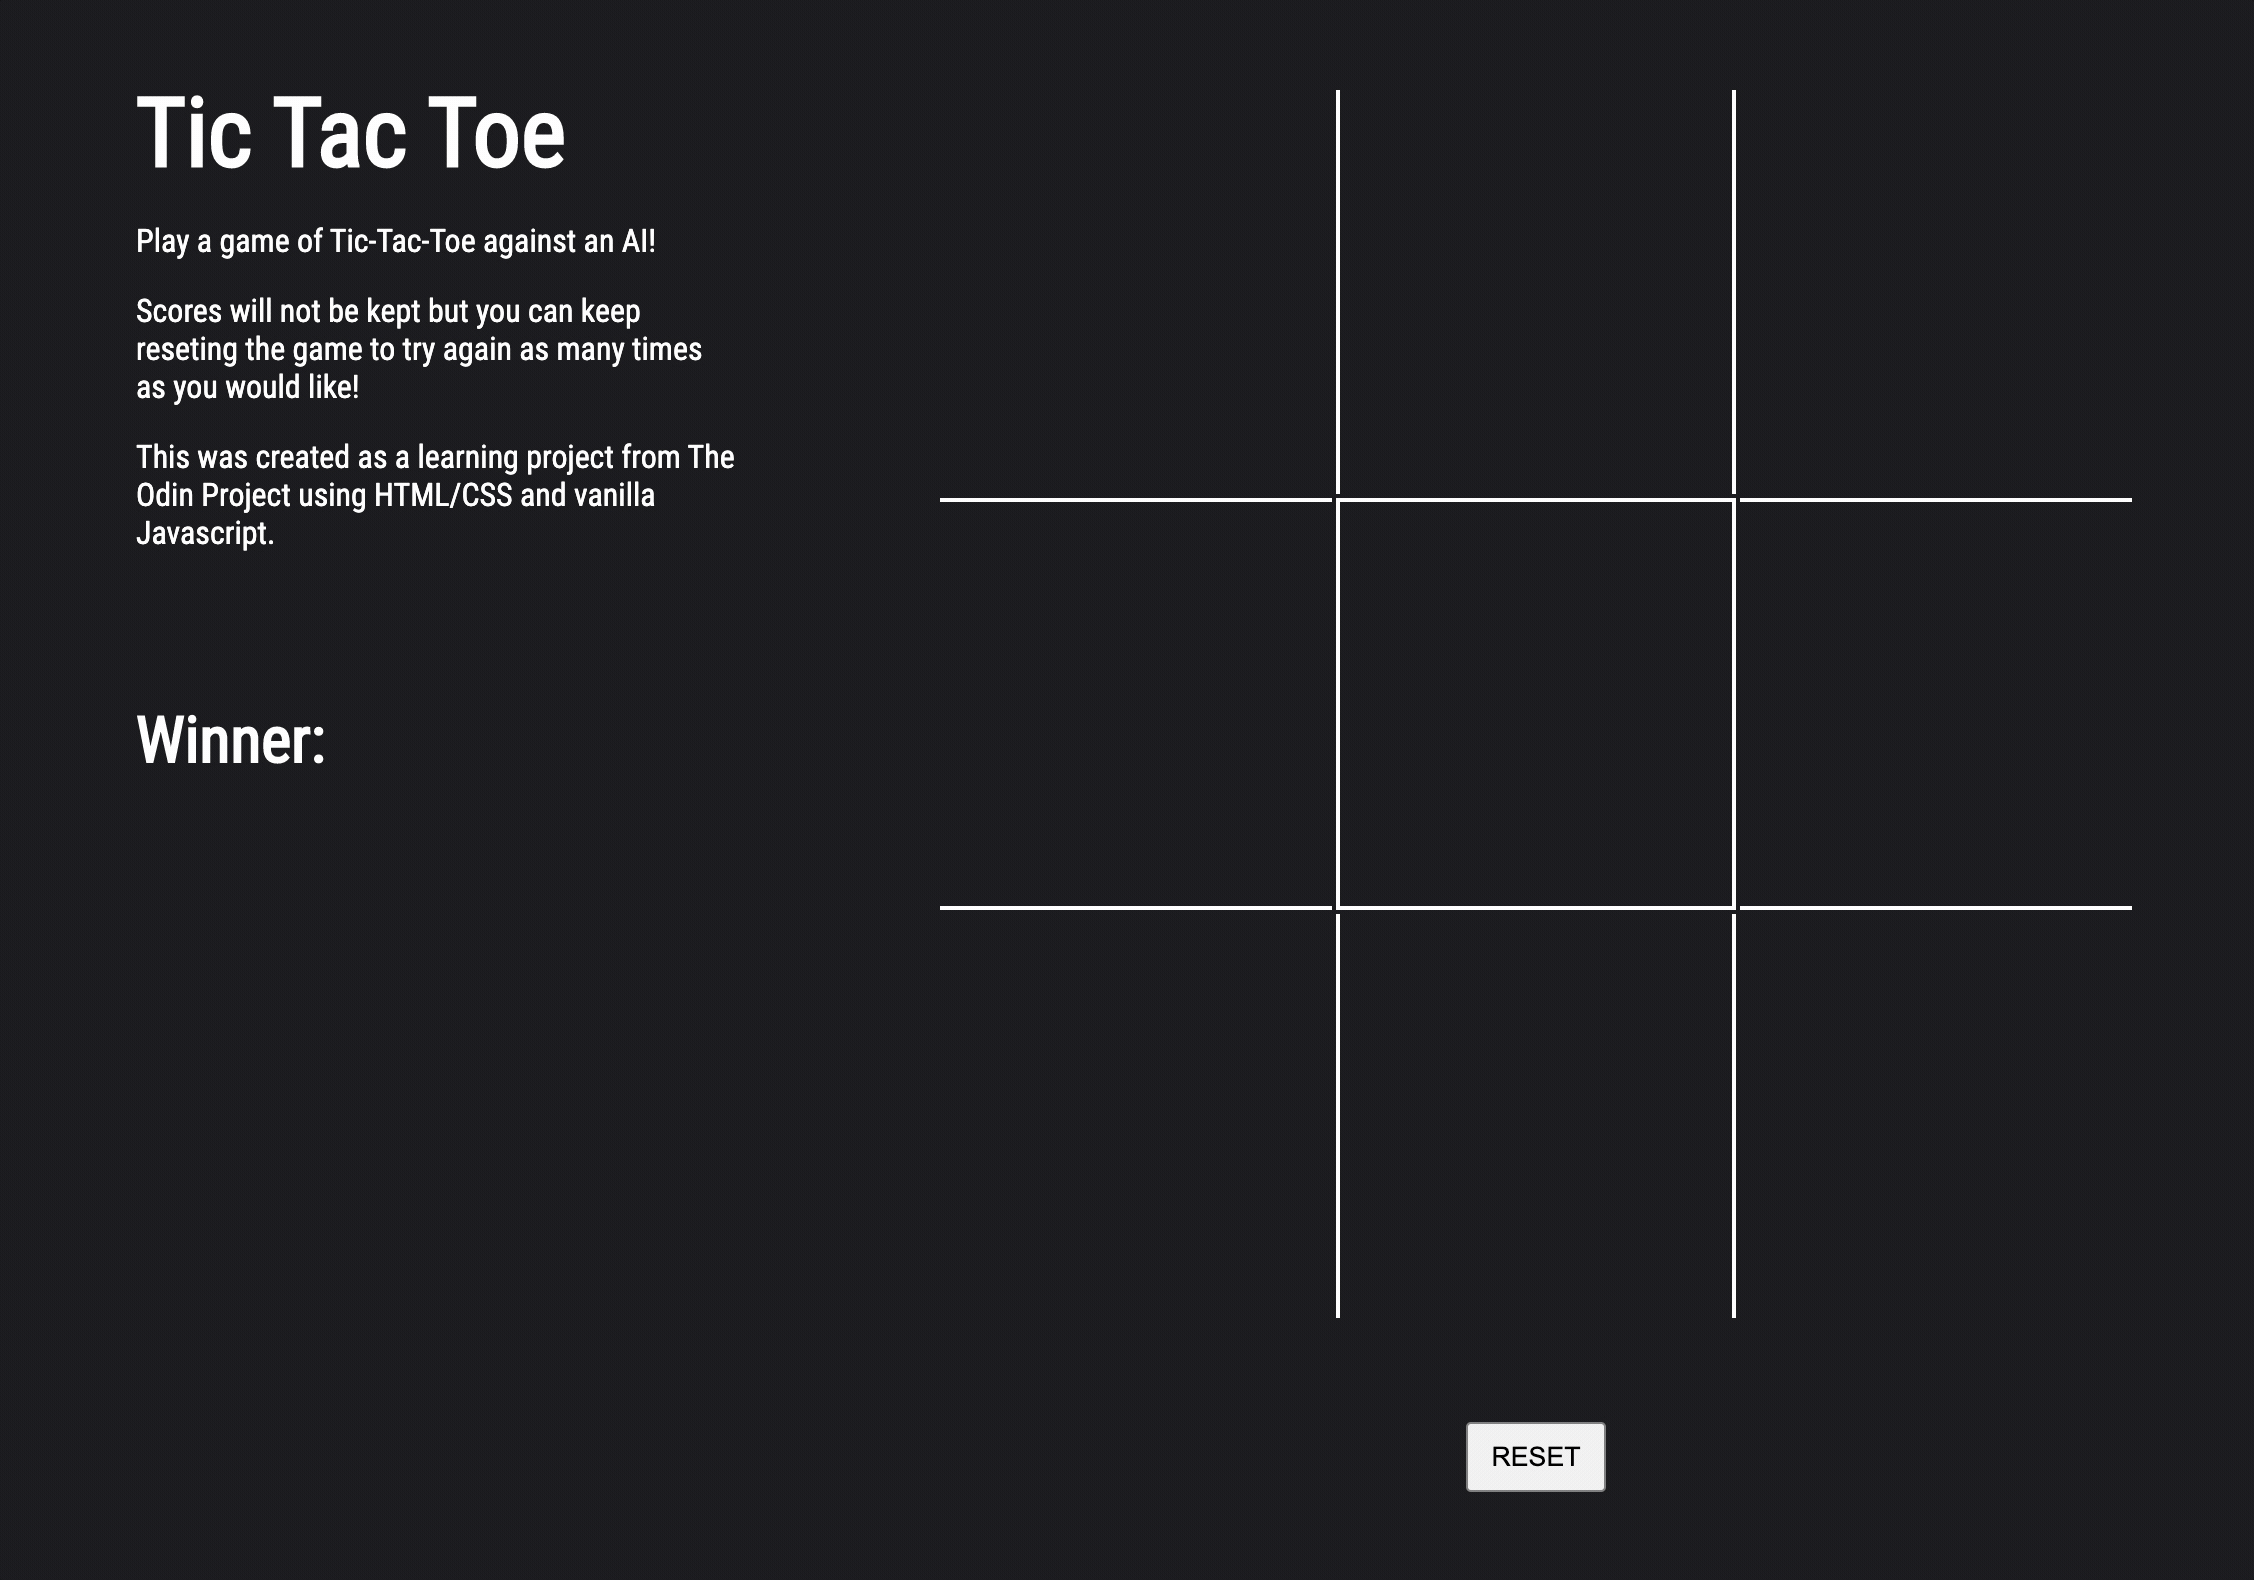 Tic Tac Toe
Play a game of Tic-Tac-Toe against an AI!
Scores will not be kept but you can keep
reseting the game to try again as many times
as you would like!
This was created as a learning project from The
Odin Project using HTML/CSS and vanilla
Javascript.
Winner:
RESET